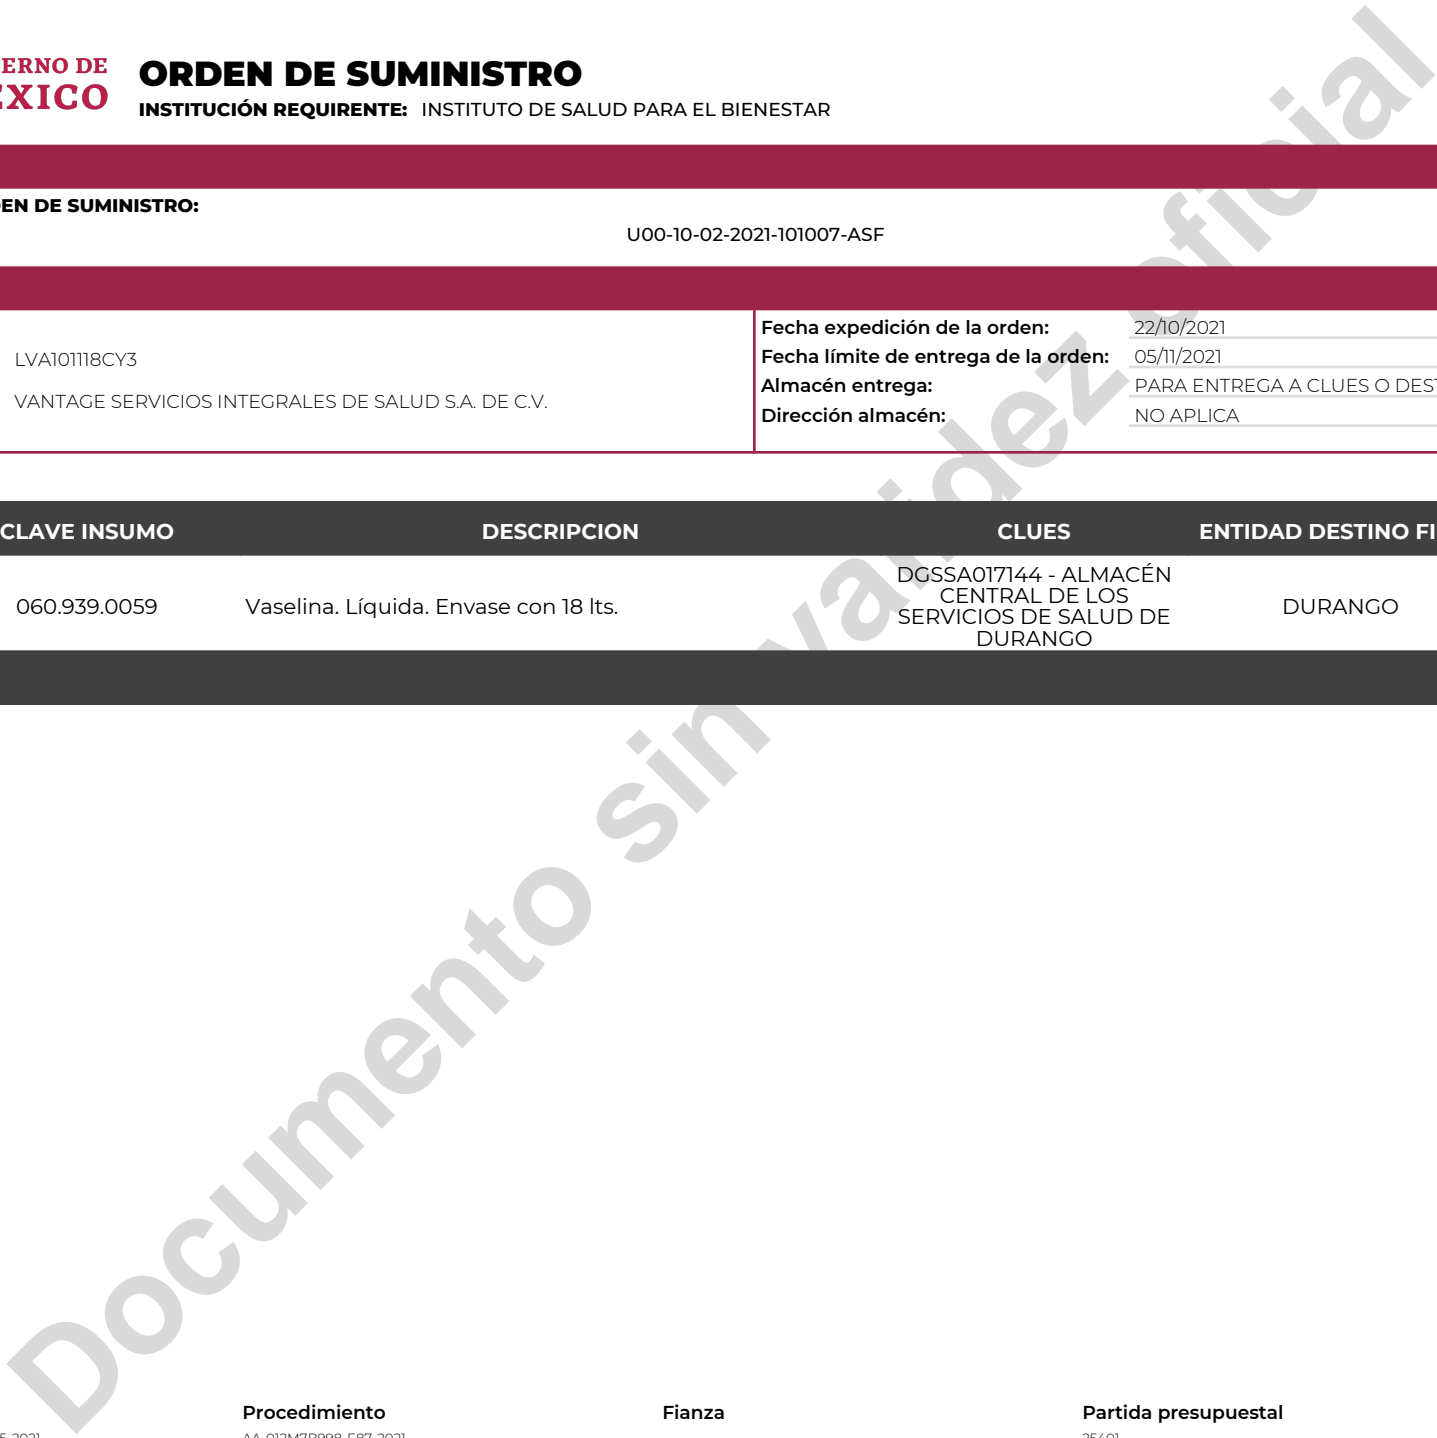 ERNO DE
EXICO
ORDEN DE SUMINISTRO
INSTITUCIÓN REQUIRENTE: INSTITUTO DE SALUD PARA EL BIENESTAR
EN DE SUMINISTRO:
U00-10-02-2021-101007-ASF
LVA101118CY3
VANTAGE SERVICIOS INTEGRALES DE SALUD S.A. DE C.V.
Fecha expedición de la orden: 22/10/2021
Fecha límite de entrega de la orden: 05/11/2021
Almacén entrega: PARA ENTREGA A CLUES O DEST
Dirección almacén: NO APLICA
CLAVE INSUMO DESCRIPCION CLUES ENTIDAD DESTINO FI
060.939.0059 Vaselina. Líquida. Envase con 18 lts. DGSSA017144 - ALMACÉN
CENTRAL DE LOS
SERVICIOS DE SALUD DE
DURANGO
DURANGO
Documento sin validez oficial
Procedimiento Fianza Partida presupuestal